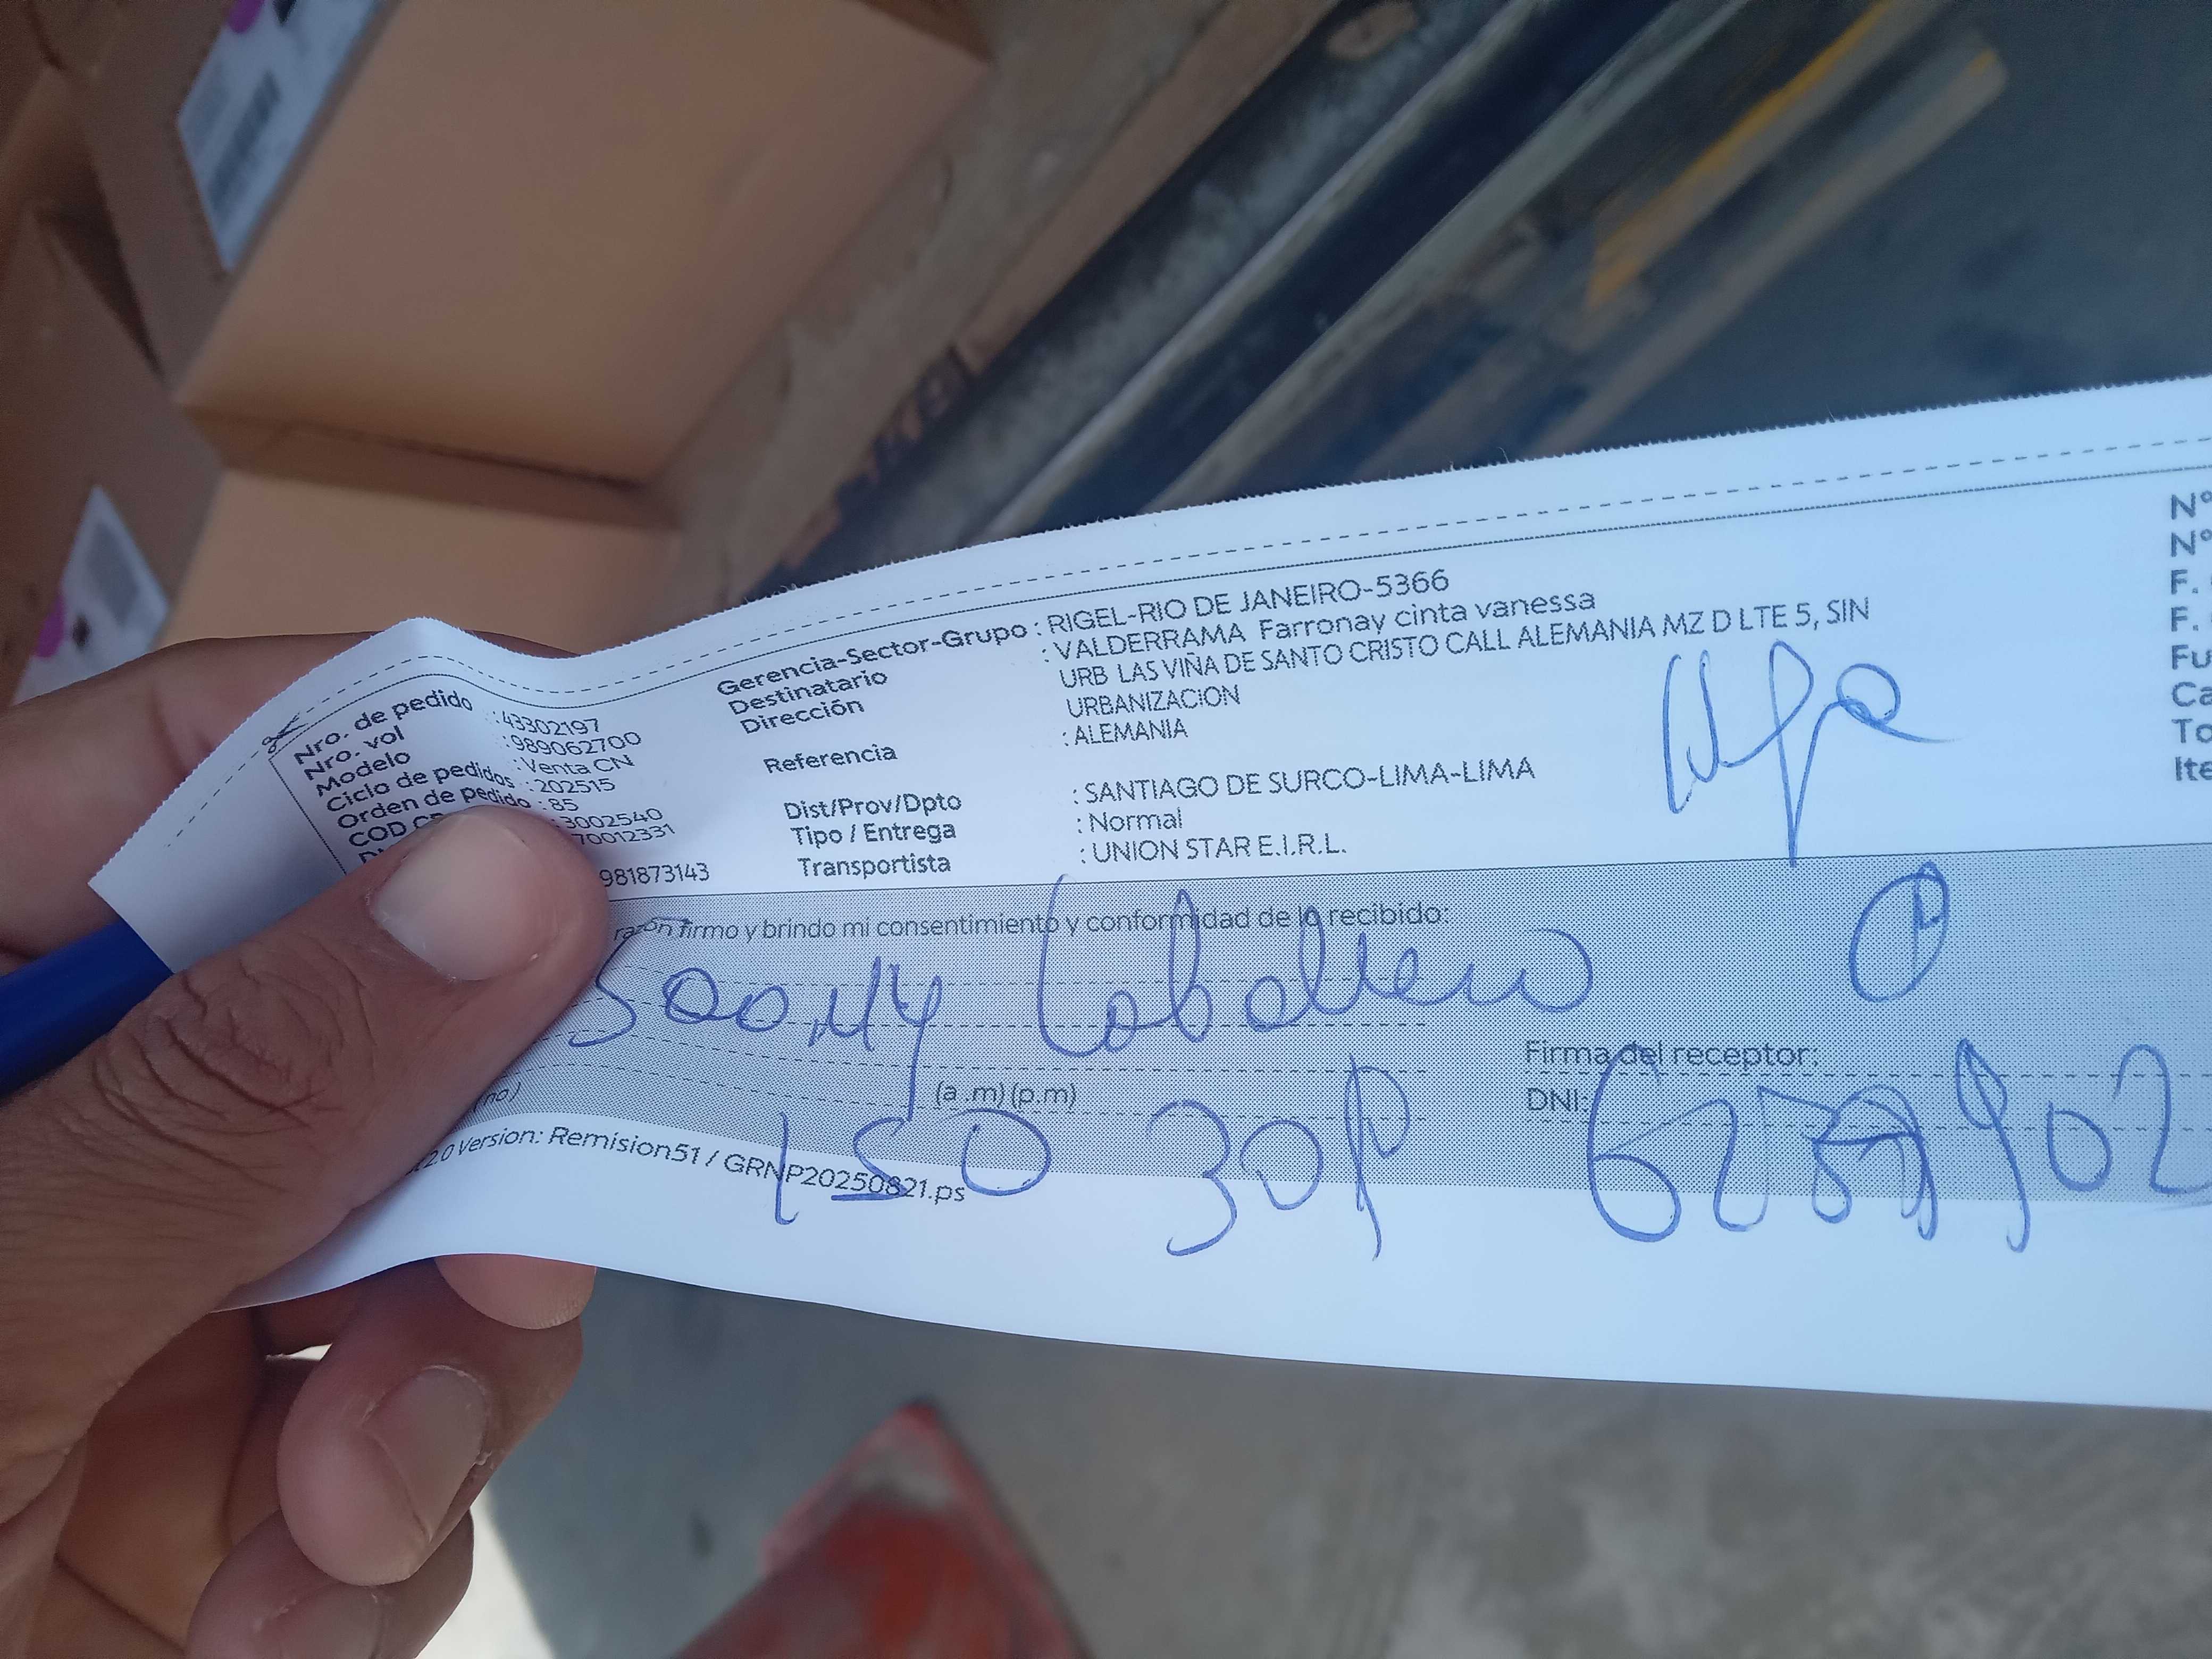 Nro. de pedido :43302197
Nro. vol :989062700
Modelo :Venta CN
Ciclo de pedidos :202515
Orden de pedido :85
COD 3002540
70012331
981873143
Gerencia-Sector-Grupo : RIGEL-RIO DE JANEIRO-5366
Destinatario : VALDERRAMA Farronay cinta vanessa
Dirección URB LAS VIÑA DE SANTO CRISTO CALL ALEMANIA MZ D LTE 5, SIN
URBANIZACION
Referencia : ALEMANIA
Dist/Prov/Dpto : SANTIAGO DE SURCO-LIMA-LIMA
Tipo / Entrega : Normal
Transportista : UNION STAR E.I.R.L.
N°
N°
F.
F.
Fu
Ca
To
Ite
razón firmo y brindo mi consentimiento y conformidad de lo recibido:
Caballero
Firma del receptor:
(a .m) (p.m)
DNI:
150 30P
2.0 Version: Remision51 / GRNP20250821.ps